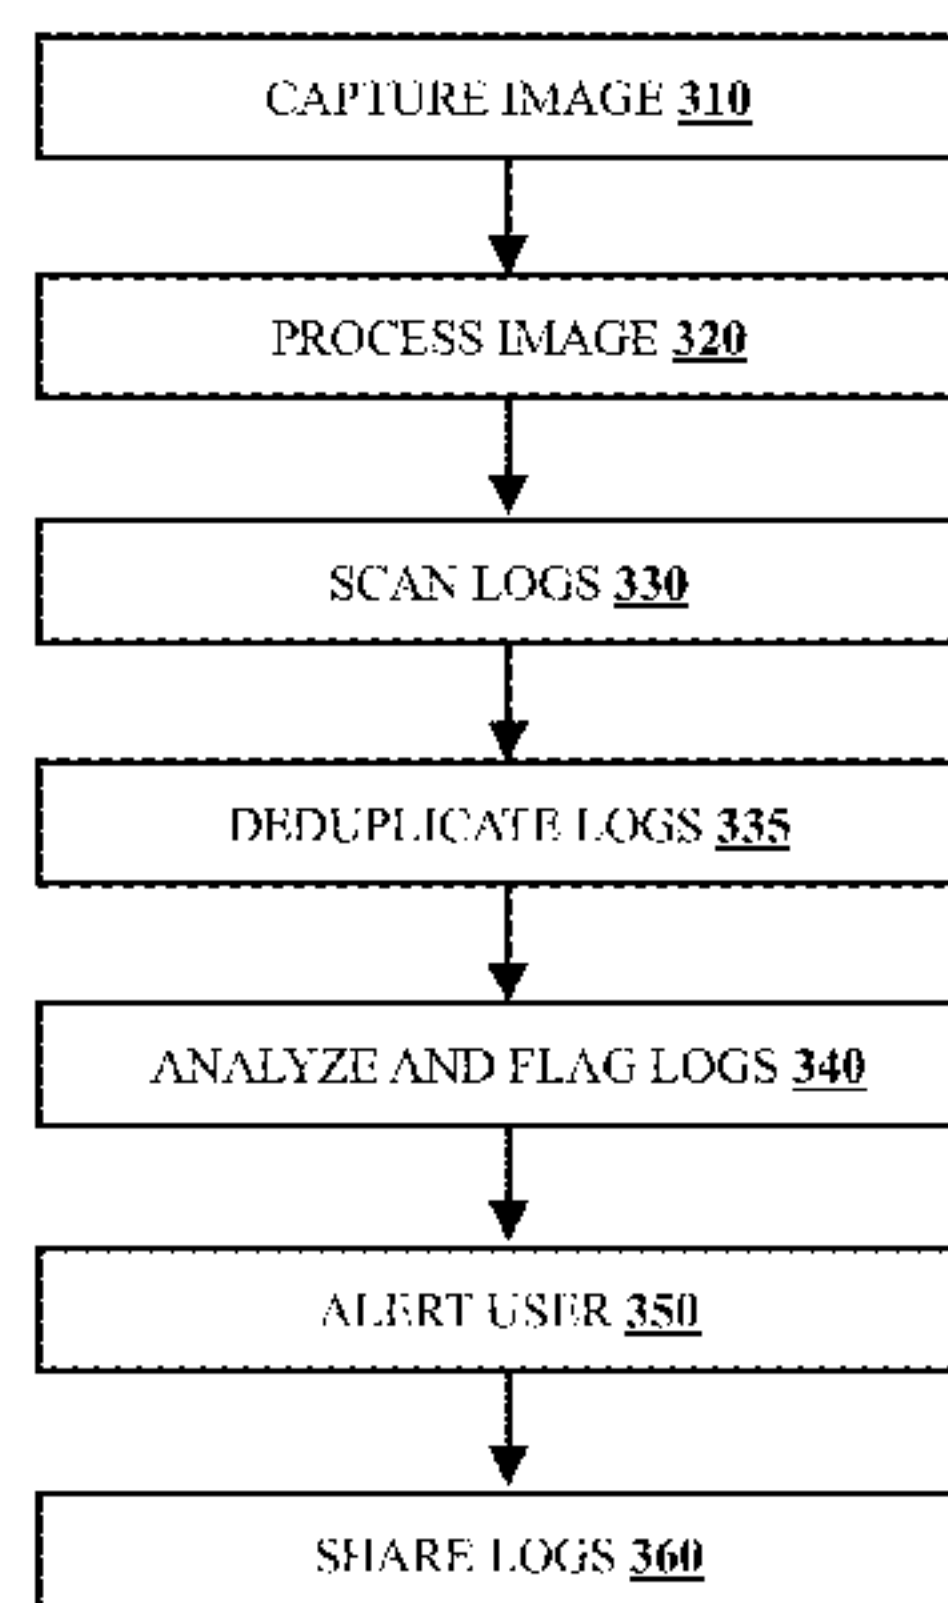 CAPTURE IMAGE 310
PROCESS IMAGE 320
SCAN LOGS 330
DEDUPLICATE LOGS 335
ANALYZE AND FLAG LOGS 340
ALERT USER 350
SHARE LOGS 360